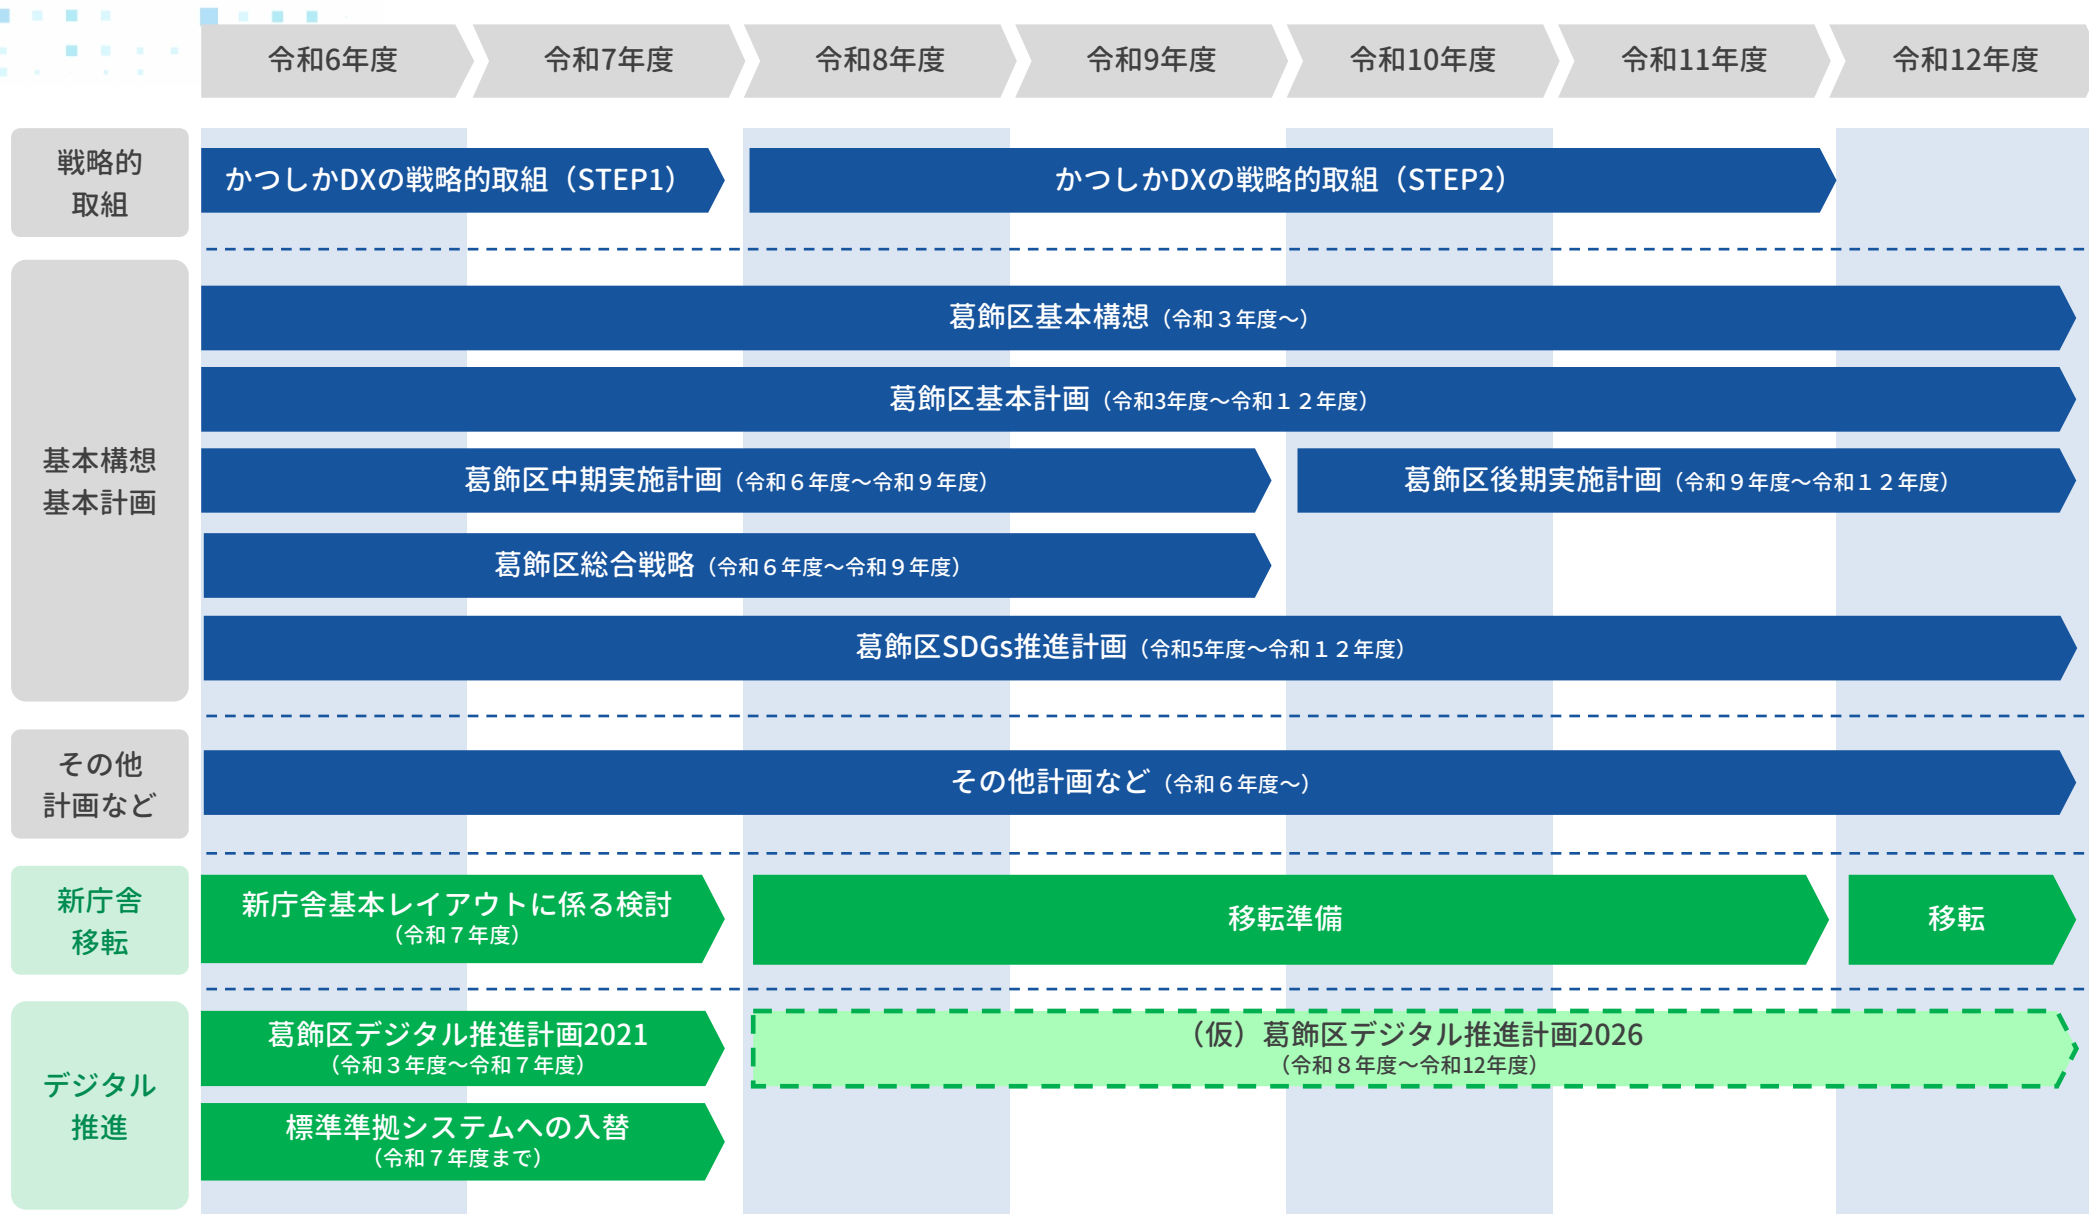 令和6年度
令和7年度
令和8年度
令和9年度
令和10年度
令和11年度
令和12年度
戦略的
取組
かつしかDXの戦略的取組（STEP1）
かつしかDXの戦略的取組（STEP2）
基本構想
基本計画
葛飾区基本構想（令和３年度～）
葛飾区基本計画（令和3年度～令和１２年度）
葛飾区中期実施計画（令和６年度～令和９年度）
葛飾区後期実施計画（令和９年度～令和１２年度）
葛飾区総合戦略（令和６年度～令和９年度）
葛飾区SDGs推進計画（令和5年度～令和１２年度）
その他
計画など
その他計画など（令和６年度～）
新庁舎
移転
新庁舎基本レイアウトに係る検討
（令和７年度）
移転準備
移転
デジタル
推進
葛飾区デジタル推進計画2021
（令和３年度～令和７年度）
（仮）葛飾区デジタル推進計画2026
（令和８年度～令和12年度）
標準準拠システムへの入替
（令和７年度まで）